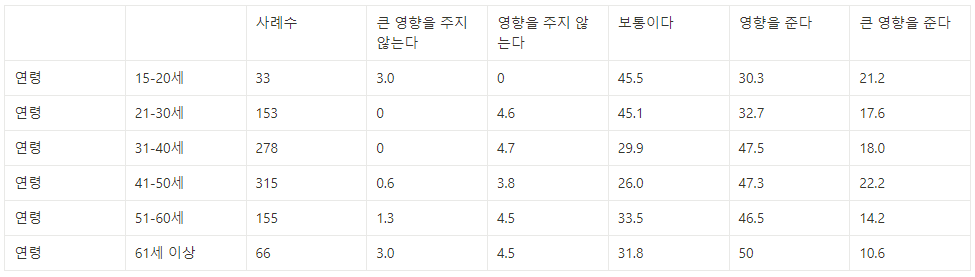 사례수 큰 영향을 주지 않는다 영향을 주지 않는다 보통이다 영향을 준다 큰 영향을 준다
연령 15-20세 33 3.0 0 45.5 30.3 21.2
연령 21-30세 153 0 4.6 45.1 32.7 17.6
연령 31-40세 278 0 4.7 29.9 47.5 18.0
연령 41-50세 315 0.6 3.8 26.0 47.3 22.2
연령 51-60세 155 1.3 4.5 33.5 46.5 14.2
연령 61세 이상 66 3.0 4.5 31.8 50 10.6